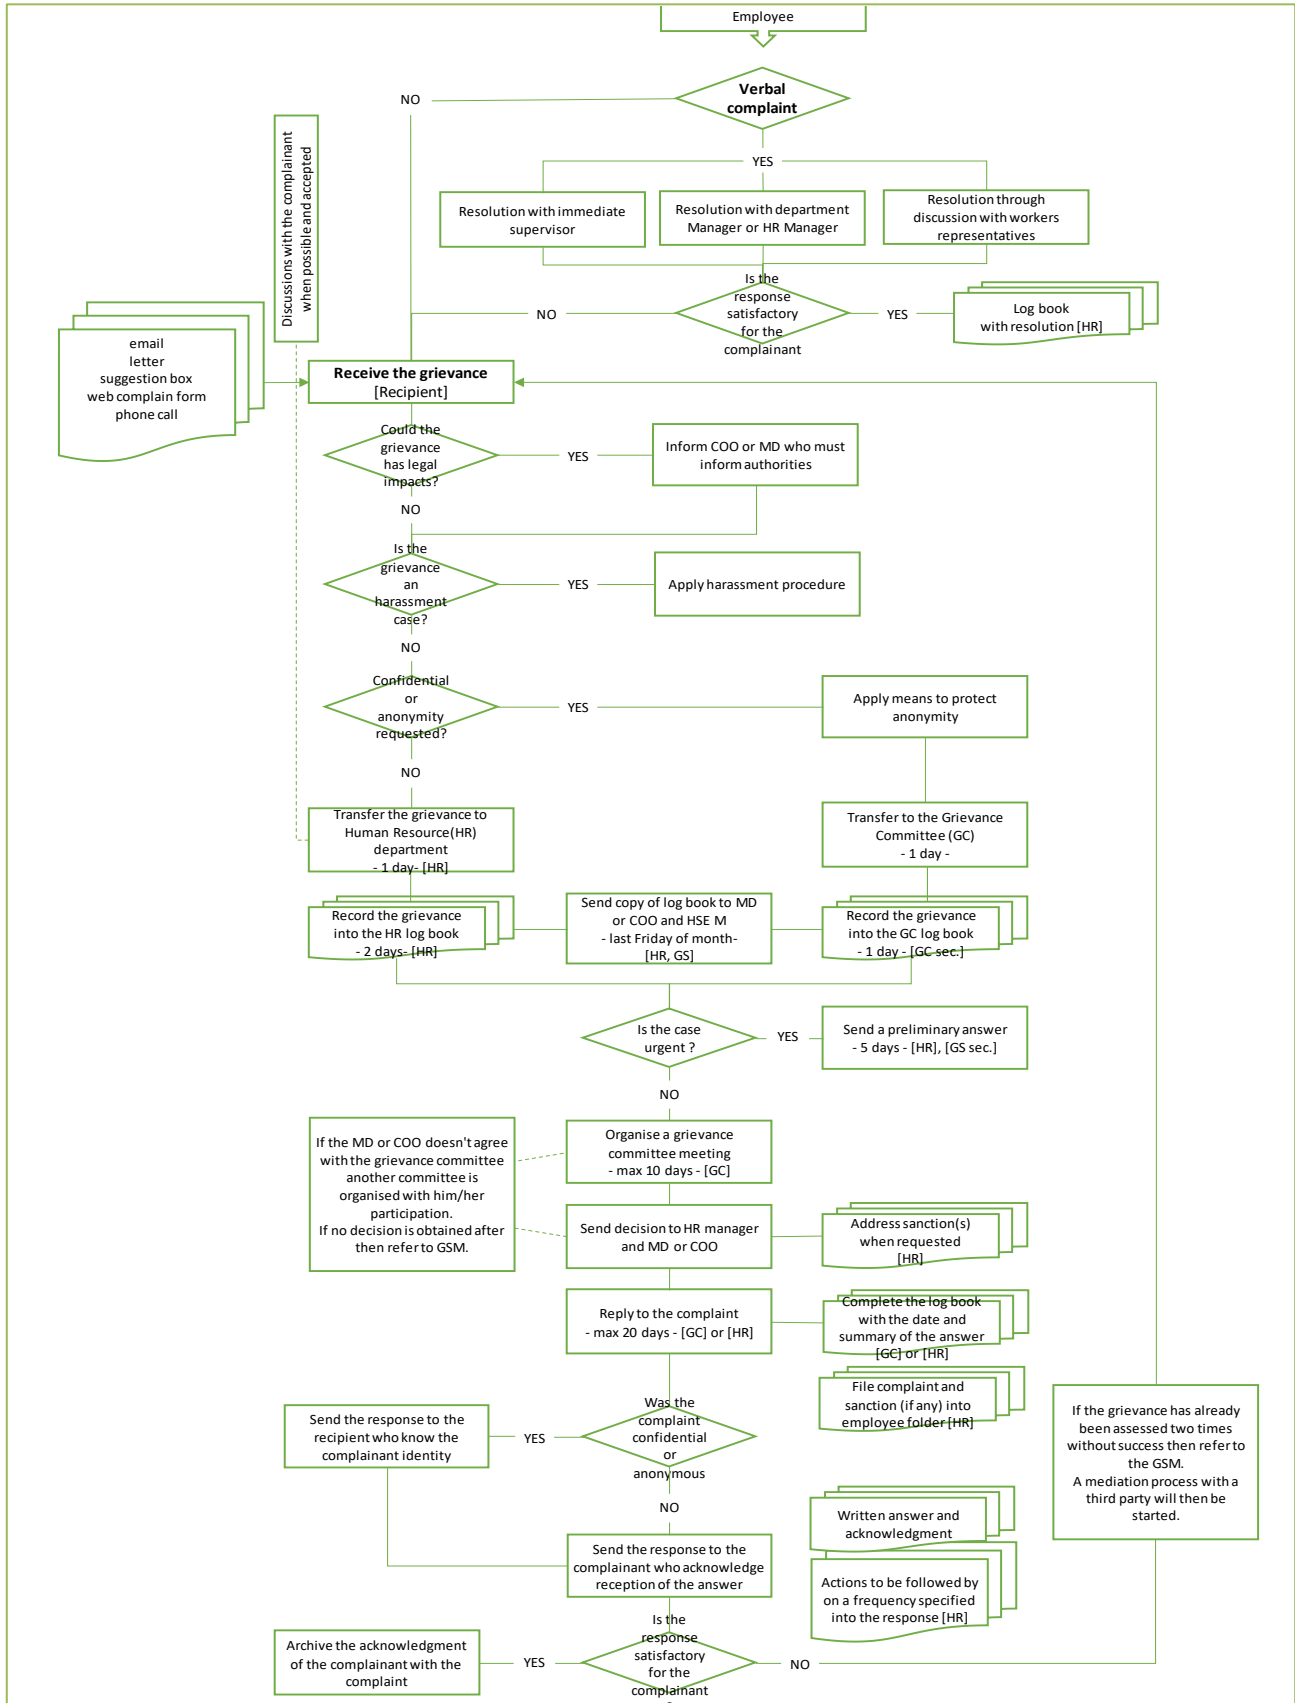 Employee
Verbal
complaint
NO
YES
Discussions with the complainant
when possible and accepted
Resolution with immediate
supervisor
Resolution with department
Manager or HR Manager
Resolution through
discussion with workers
representatives
Is the
response
satisfactory
for the
complainant
NO
YES
Log book
with resolution [HR]
email
letter
suggestion box
web complain form
phone call
Receive the grievance
[Recipient]
Could the
grievance
has legal
impacts?
YES
Inform COO or MD who must
inform authorities
NO
Is the
grievance
an
harassment
case?
YES
Apply harassment procedure
NO
Confidential
or
anonymity
requested?
YES
Apply means to protect
anonymity
NO
Transfer the grievance to
Human Resource(HR)
department
- 1 day- [HR]
Transfer to the Grievance
Committee (GC)
- 1 day -
Record the grievance
into the HR log book
- 2 days- [HR]
Send copy of log book to MD
or COO and HSE M
- last Friday of month-
[HR, GS]
Record the grievance
into the GC log book
- 1 day - [GC sec.]
Is the case
urgent ?
YES
Send a preliminary answer
- 5 days - [HR], [GS sec.]
NO
If the MD or COO doesn't agree
with the grievance committee
another committee is
organised with him/her
participation.
If no decision is obtained after
then refer to GSM.
Organise a grievance
committee meeting
- max 10 days - [GC]
Send decision to HR manager
and MD or COO
Address sanction(s)
when requested
[HR]
Reply to the complaint
- max 20 days - [GC] or [HR]
Complete the log book
with the date and
summary of the answer
[GC] or [HR]
File complaint and
sanction (if any) into
employee folder [HR]
Was the
complaint
confidential
or
anonymous
YES
Send the response to the
recipient who know the
complainant identity
NO
If the grievance has already
been assessed two times
without success then refer to
the GSM.
A mediation process with a
third party will then be
started.
Written answer and
acknowledgment
Send the response to the
complainant who acknowledge
reception of the answer
Actions to be followed by
on a frequency specified
into the response [HR]
Is the
response
satisfactory
for the
complainant
YES
Archive the acknowledgment
of the complainant with the
complaint
NO